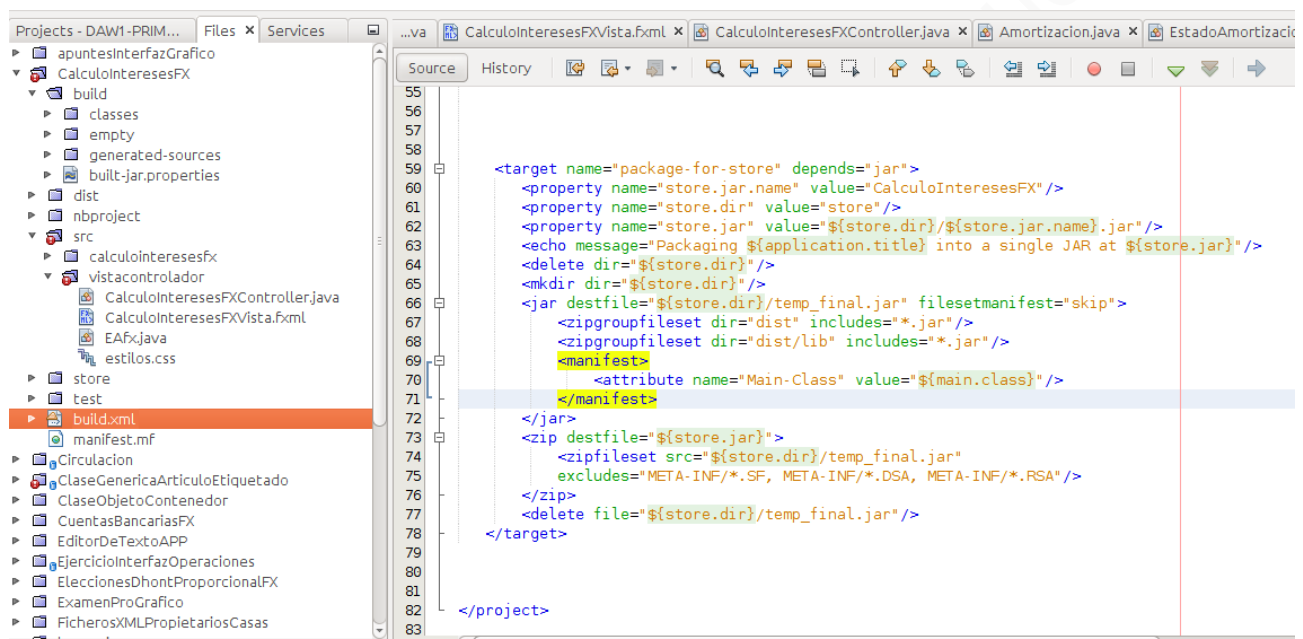 Projects - DAW1-PRIM...
Files
Services
apuntesInterfazGrafico
CalculoInteresesFX
build
classes
empty
generated-sources
built-jar.properties
dist
nbproject
src
calculointeresesfx
vistacontrolador
CalculoInteresesFXController.java
CalculoInteresesFXVista.fxml
EAfx.java
estilos.css
store
test
build.xml
manifest.mf
Circulacion
ClaseGenericaArticuloEtiquetado
ClaseObjetoContenedor
CuentasBancariasFX
EditorDeTextoAPP
EjercicioInterfazOperaciones
EleccionesDhontProporcionalFX
ExamenProGrafico
FicherosXMLPropietariosCasas
...va
CalculoInteresesFXVista.fxml
CalculoInteresesFXController.java
Amortizacion.java
EstadoAmortizacio
Source
History
55
56
57
58
59 <target name="package-for-store" depends="jar">
60 <property name="store.jar.name" value="CalculoInteresesFX"/>
61 <property name="store.dir" value="store"/>
62 <property name="store.jar" value="${store.dir}/${store.jar.name}.jar"/>
63 <echo message="Packaging ${application.title} into a single JAR at ${store.jar}"/>
64 <delete dir="${store.dir}"/>
65 <mkdir dir="${store.dir}"/>
66 <jar destfile="${store.dir}/temp_final.jar" filesetmanifest="skip">
67 <zipgroupfileset dir="dist" includes="*.jar"/>
68 <zipgroupfileset dir="dist/lib" includes="*.jar"/>
69 <manifest>
70 <attribute name="Main-Class" value="${main.class}"/>
71 </manifest>
72 </jar>
73 <zip destfile="${store.jar}">
74 <zipfileset src="${store.dir}/temp_final.jar"
75 excludes="META-INF/*.SF, META-INF/*.DSA, META-INF/*.RSA"/>
76 </zip>
77 <delete file="${store.dir}/temp_final.jar"/>
78 </target>
79
80
81
82 </project>
83